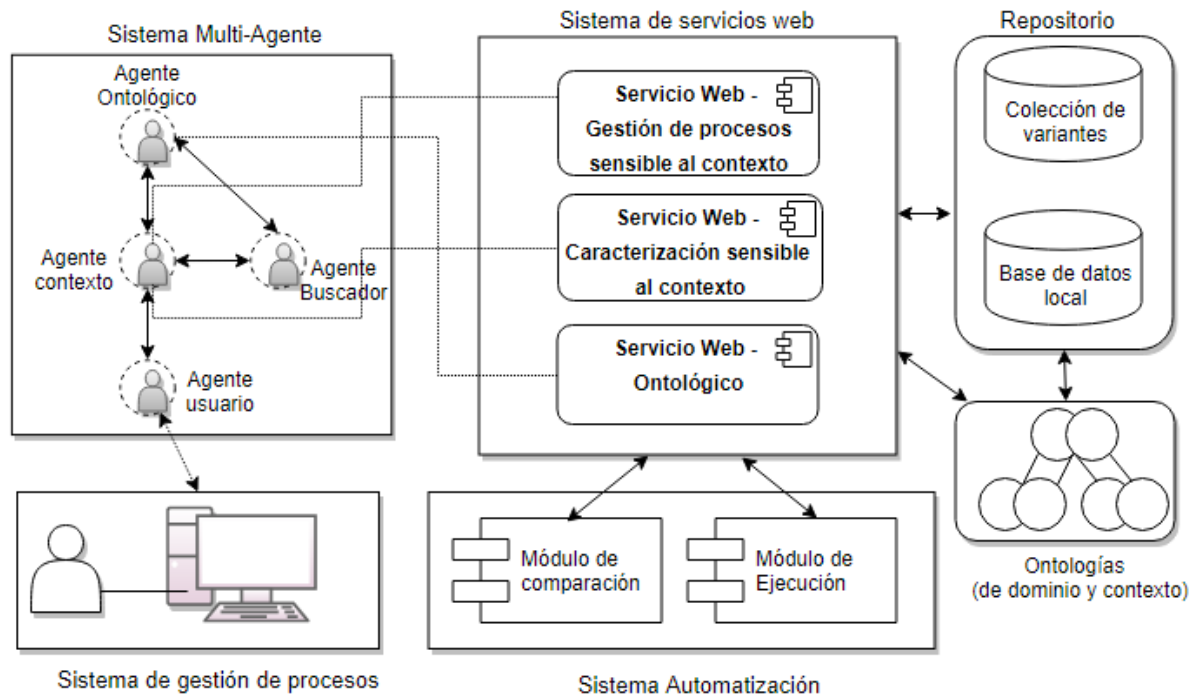 Sistema Multi-Agente
Agente
Ontológico
Agente
contexto
Agente
Buscador
Agente
usuario
Sistema de gestión de procesos
Sistema de servicios web
Servicio Web -
Gestión de procesos
sensible al contexto
Servicio Web -
Caracterización sensible
al contexto
Servicio Web -
Ontológico
Módulo de
comparación
Módulo de
Ejecución
Sistema Automatización
Repositorio
Colección de
variantes
Base de datos
local
Ontologías
(de dominio y contexto)